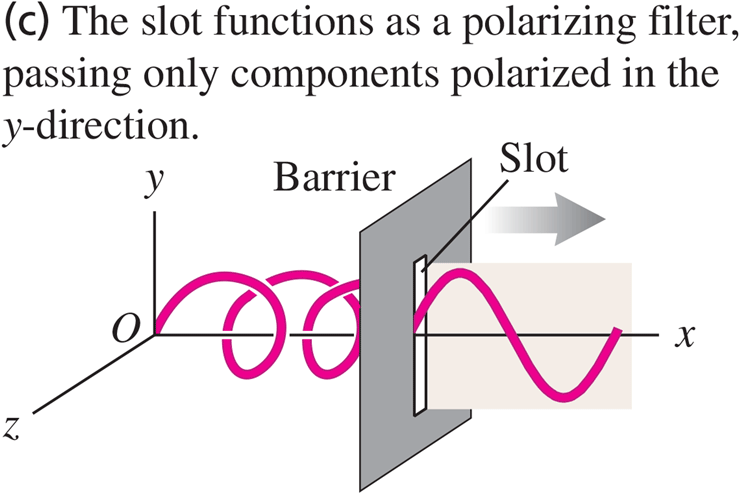 (c) The slot functions as a polarizing filter,
passing only components polarized in the
y-direction.
Slot
y
Barrier
O
x
z